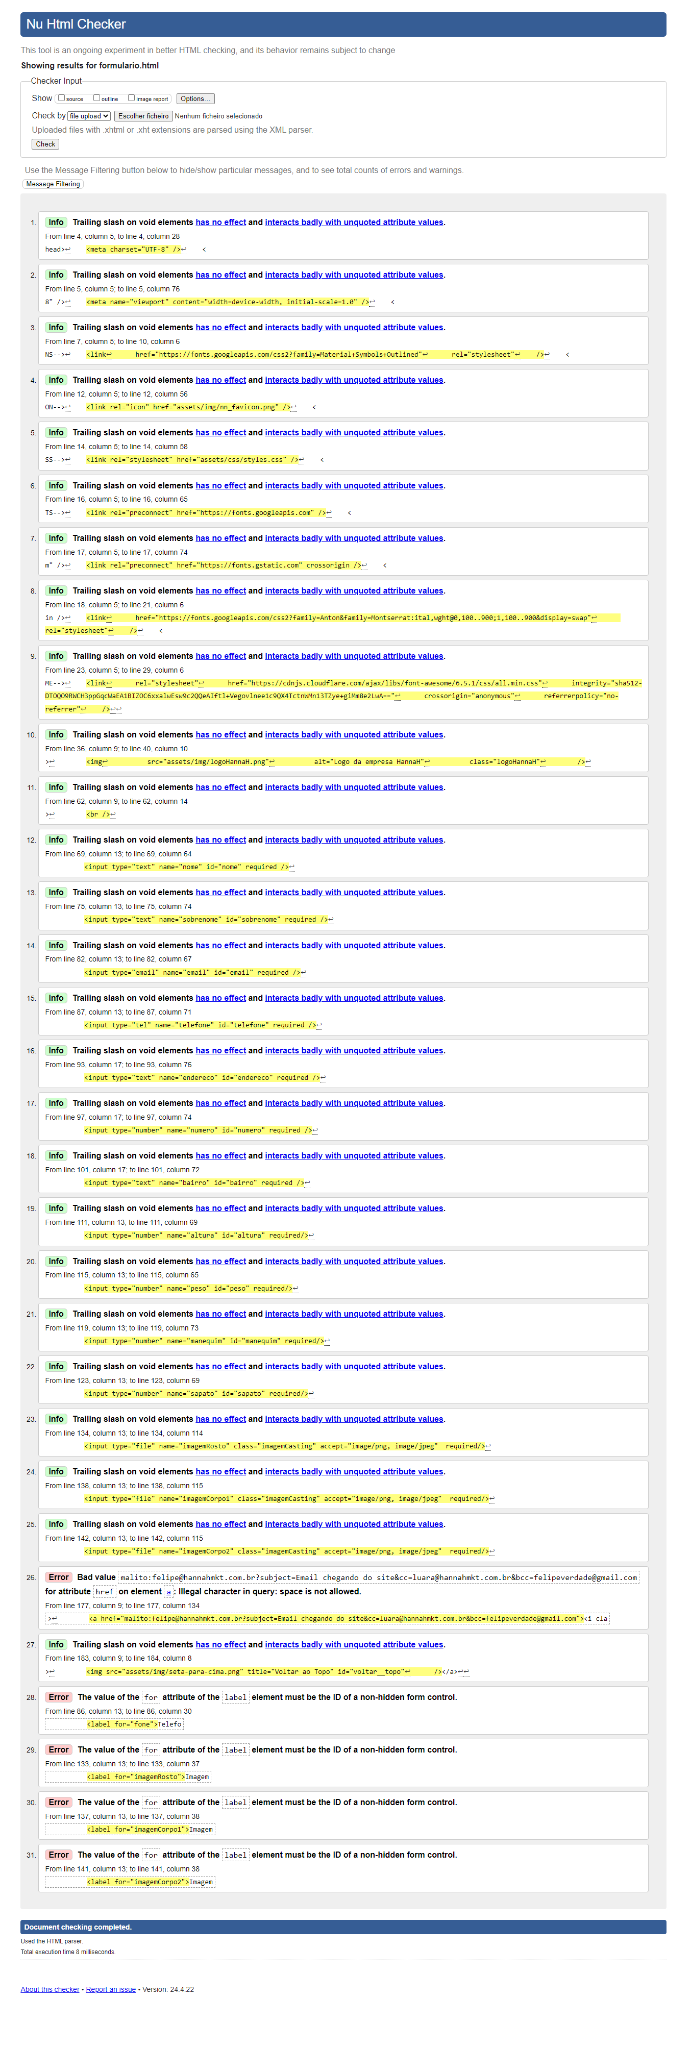 Nu Html Checker
This tool is an ongoing experiment in better HTML checking, and its behavior remains subject to change
Showing results for formulario.html
Checker Input
Show source outline image report Options...
Check by file upload Escolher ficheiro Nenhum ficheiro selecionado
Uploaded files with .xhtml or .xht extensions are parsed using the XML parser.
Check
Use the Message Filtering button below to hide/show particular messages, and to see total counts of errors and warnings.
Message Filtering
1. Info Trailing slash on void elements has no effect and interacts badly with unquoted attribute values.
From line 4, column 5; to line 4, column 28
head>↩ <meta charset="UTF-8" />↩ <
2. Info Trailing slash on void elements has no effect and interacts badly with unquoted attribute values.
From line 5, column 5; to line 5, column 76
8" />↩ <meta name="viewport" content="width=device-width, initial-scale=1.0" />↩ <
3. Info Trailing slash on void elements has no effect and interacts badly with unquoted attribute values.
From line 7, column 5; to line 10, column 6
NS-->↩ <link↩ href="https://fonts.googleapis.com/css2?family=Material+Symbols+Outlined"↩ rel="stylesheet"↩ />↩ <
4. Info Trailing slash on void elements has no effect and interacts badly with unquoted attribute values.
From line 12, column 5; to line 12, column 56
ON-->↩ <link rel="icon" href="assets/img/nn_favicon.png" />↩ <
5. Info Trailing slash on void elements has no effect and interacts badly with unquoted attribute values.
From line 14, column 5; to line 14, column 58
SS-->↩ <link rel="stylesheet" href="assets/css/styles.css" />↩ <
6. Info Trailing slash on void elements has no effect and interacts badly with unquoted attribute values.
From line 16, column 5; to line 16, column 65
TS-->↩ <link rel="preconnect" href="https://fonts.googleapis.com" />↩ <
7. Info Trailing slash on void elements has no effect and interacts badly with unquoted attribute values.
From line 17, column 5; to line 17, column 74
m" />↩ <link rel="preconnect" href="https://fonts.gstatic.com" crossorigin />↩ <
8. Info Trailing slash on void elements has no effect and interacts badly with unquoted attribute values.
From line 18, column 5; to line 21, column 6
in />↩ <link↩ href="https://fonts.googleapis.com/css2?family=Anton&family=Montserrat:ital,wght@0,100..900;1,100..900&display=swap"↩
rel="stylesheet"↩ />↩ <
9. Info Trailing slash on void elements has no effect and interacts badly with unquoted attribute values.
From line 23, column 5; to line 29, column 6
ME-->↩ <link↩ rel="stylesheet"↩ href="https://cdnjs.cloudflare.com/ajax/libs/font-awesome/6.5.1/css/all.min.css"↩ integrity="sha512-
crossorigin="anonymous"↩ referrerpolicy="no-
referrer"↩ />↩↩
10. Info Trailing slash on void elements has no effect and interacts badly with unquoted attribute values.
From line 36, column 9; to line 40, column 10
>↩ <img↩ src="assets/img/logoHannaH.png"↩ alt="Logo da empresa HannaH"↩ class="logoHannaH"↩ />↩
11. Info Trailing slash on void elements has no effect and interacts badly with unquoted attribute values.
From line 62, column 9; to line 62, column 14
>↩ <br />↩
12. Info Trailing slash on void elements has no effect and interacts badly with unquoted attribute values.
From line 69, column 13; to line 69, column 64
<input type="text" name="nome" id="nome" required />↩
13. Info Trailing slash on void elements has no effect and interacts badly with unquoted attribute values.
From line 75, column 13; to line 75, column 74
<input type="text" name="sobrenome" id="sobrenome" required />↩
14. Info Trailing slash on void elements has no effect and interacts badly with unquoted attribute values.
From line 82, column 13; to line 82, column 67
<input type="email" name="email" id="email" required />↩
15. Info Trailing slash on void elements has no effect and interacts badly with unquoted attribute values.
From line 87, column 13; to line 87, column 71
<input type="tel" name="telefone" id="telefone" required />↩
16. Info Trailing slash on void elements has no effect and interacts badly with unquoted attribute values.
From line 93, column 17; to line 93, column 76
<input type="text" name="endereco" id="endereco" required />↩
17. Info Trailing slash on void elements has no effect and interacts badly with unquoted attribute values.
From line 97, column 17; to line 97, column 74
<input type="number" name="numero" id="numero" required />↩
18. Info Trailing slash on void elements has no effect and interacts badly with unquoted attribute values.
From line 101, column 17; to line 101, column 72
<input type="text" name="bairro" id="bairro" required />↩
19. Info Trailing slash on void elements has no effect and interacts badly with unquoted attribute values.
From line 111, column 13; to line 111, column 69
<input type="number" name="altura" id="altura" required/>↩
20. Info Trailing slash on void elements has no effect and interacts badly with unquoted attribute values.
From line 115, column 13; to line 115, column 65
<input type="number" name="peso" id="peso" required/>↩
21. Info Trailing slash on void elements has no effect and interacts badly with unquoted attribute values.
From line 119, column 13; to line 119, column 73
<input type="number" name="manequim" id="manequim" required/>↩
22. Info Trailing slash on void elements has no effect and interacts badly with unquoted attribute values.
From line 123, column 13; to line 123, column 69
<input type="number" name="sapato" id="sapato" required/>↩
23. Info Trailing slash on void elements has no effect and interacts badly with unquoted attribute values.
From line 134, column 13; to line 134, column 114
<input type="file" name="imagemRosto" class="imagemCasting" accept="image/png, image/jpeg" required/>↩
24. Info Trailing slash on void elements has no effect and interacts badly with unquoted attribute values.
From line 138, column 13; to line 138, column 115
<input type="file" name="imagemCorpo1" class="imagemCasting" accept="image/png, image/jpeg" required/>↩
25. Info Trailing slash on void elements has no effect and interacts badly with unquoted attribute values.
From line 142, column 13; to line 142, column 115
<input type="file" name="imagemCorpo2" class="imagemCasting" accept="image/png, image/jpeg" required/>↩
26. Error Bad value malito:felipe@hannahmkt.com.br?subject=Email chegando do site&cc=luara@hannahmkt.com.br&bcc=felipeverdade@gmail.com
for attribute href on element a: Illegal character in query: space is not allowed.
From line 177, column 9; to line 177, column 134
>↩ <a href="malito:felipe@hannahmkt.com.br?subject=Email chegando do site&cc=luara@hannahmkt.com.br&bcc=felipeverdade@gmail.com"><i cla
27. Info Trailing slash on void elements has no effect and interacts badly with unquoted attribute values.
From line 183, column 9; to line 184, column 8
>↩ <img src="assets/img/seta-para-cima.png" title="Voltar ao Topo" id="voltar__topo"↩ /></a>↩↩
28. Error The value of the for attribute of the label element must be the ID of a non-hidden form control.
From line 86, column 13; to line 86, column 30
<label for="fone">Telefo
29. Error The value of the for attribute of the label element must be the ID of a non-hidden form control.
From line 133, column 13; to line 133, column 37
<label for="imagemRosto">Imagem
30. Error The value of the for attribute of the label element must be the ID of a non-hidden form control.
From line 137, column 13; to line 137, column 38
<label for="imagemCorpo1">Imagem
31. Error The value of the for attribute of the label element must be the ID of a non-hidden form control.
From line 141, column 13; to line 141, column 38
<label for="imagemCorpo2">Imagem
Document checking completed.
Used the HTML parser.
Total execution time 8 milliseconds.
About this checker • Report an issue • Version: 24.4.22